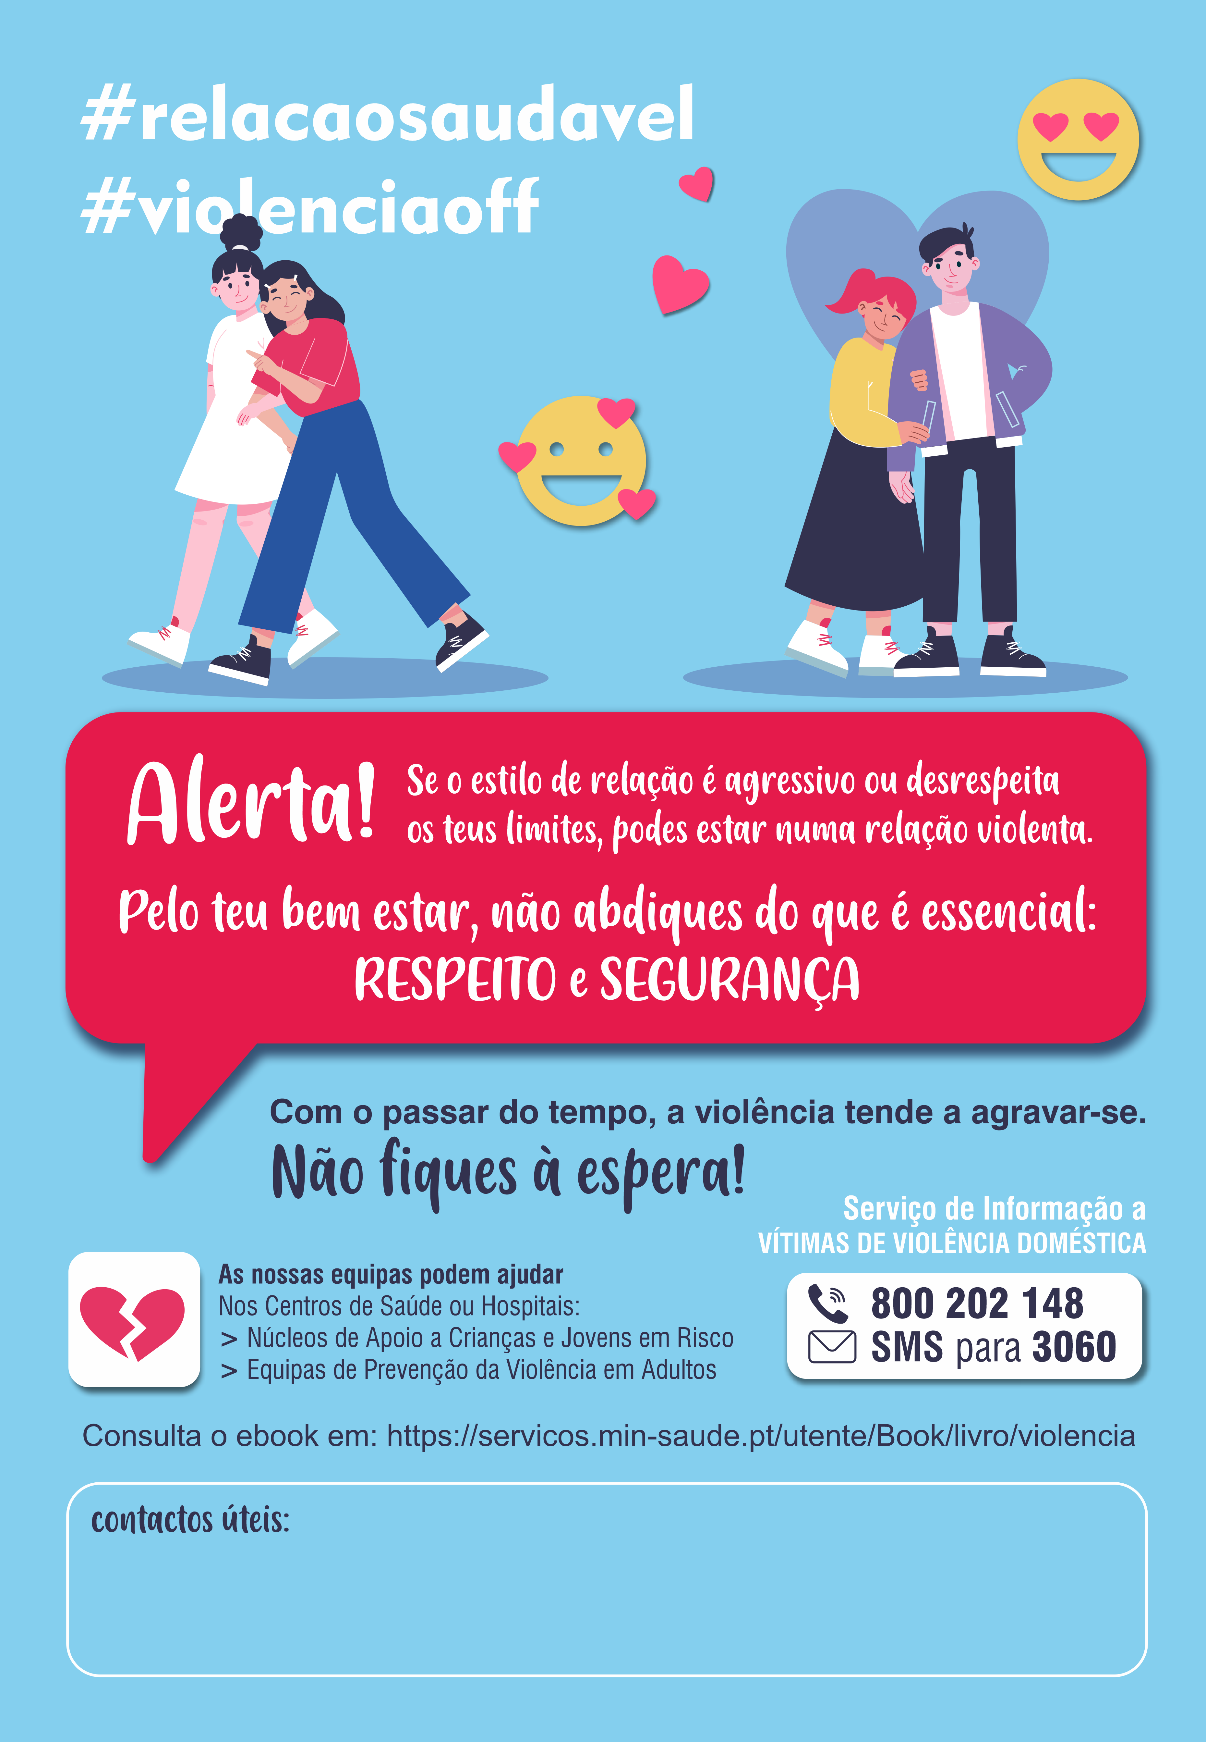 #relacaosaudavel
#violenciaoff
Alerta!
Se o estilo de relação é agressivo ou desrespeita
os teus limites, podes estar numa relação violenta.
Pelo teu bem estar, não abdiques do que é essencial:
RESPEITO e SEGURANÇA
Com o passar do tempo, a violência tende a agravar-se.
Não fiques à espera!
Serviço de Informação a
VÍTIMAS DE VIOLÊNCIA DOMÉSTICA
800 202 148
SMS para 3060
As nossas equipas podem ajudar
Nos Centros de Saúde ou Hospitais:
> Núcleos de Apoio a Crianças e Jovens em Risco
> Equipas de Prevenção da Violência em Adultos
Consulta o ebook em: https://servicos.min-saude.pt/utente/Book/livro/violencia
contactos úteis: